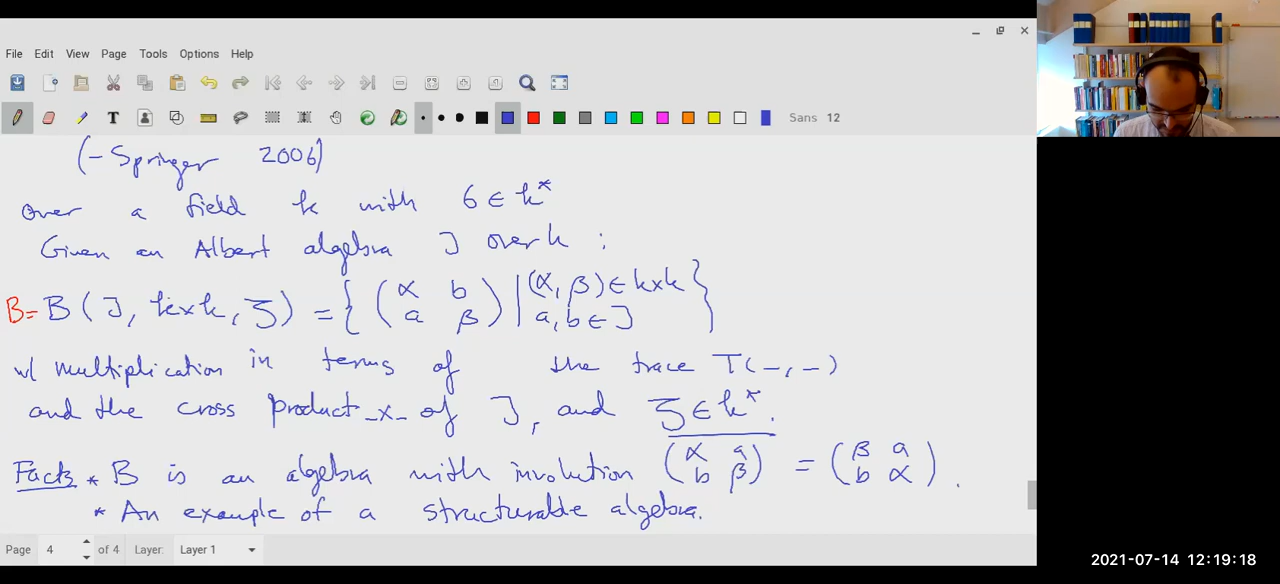 File Edit View Page Tools Options Help
Sans 12
(– Springer 2006)
over a field k with 6 ∈ k*
Given an Albert algebra J over k :
B = B(J, k×k, ζ) = { ( α b ; a β ) | (α, β) ∈ k×k a, b ∈ J }
w/ multiplication in terms of the trace T(–,–)
and the cross product –×– of J, and ζ ∈ k*.
Facts * B is an algebra with involution ( α a ; b β ) = ( β a ; b α ).
* An example of a structurable algebra.
Page 4 of 4 Layer: Layer 1
2021-07-14 12:19:18